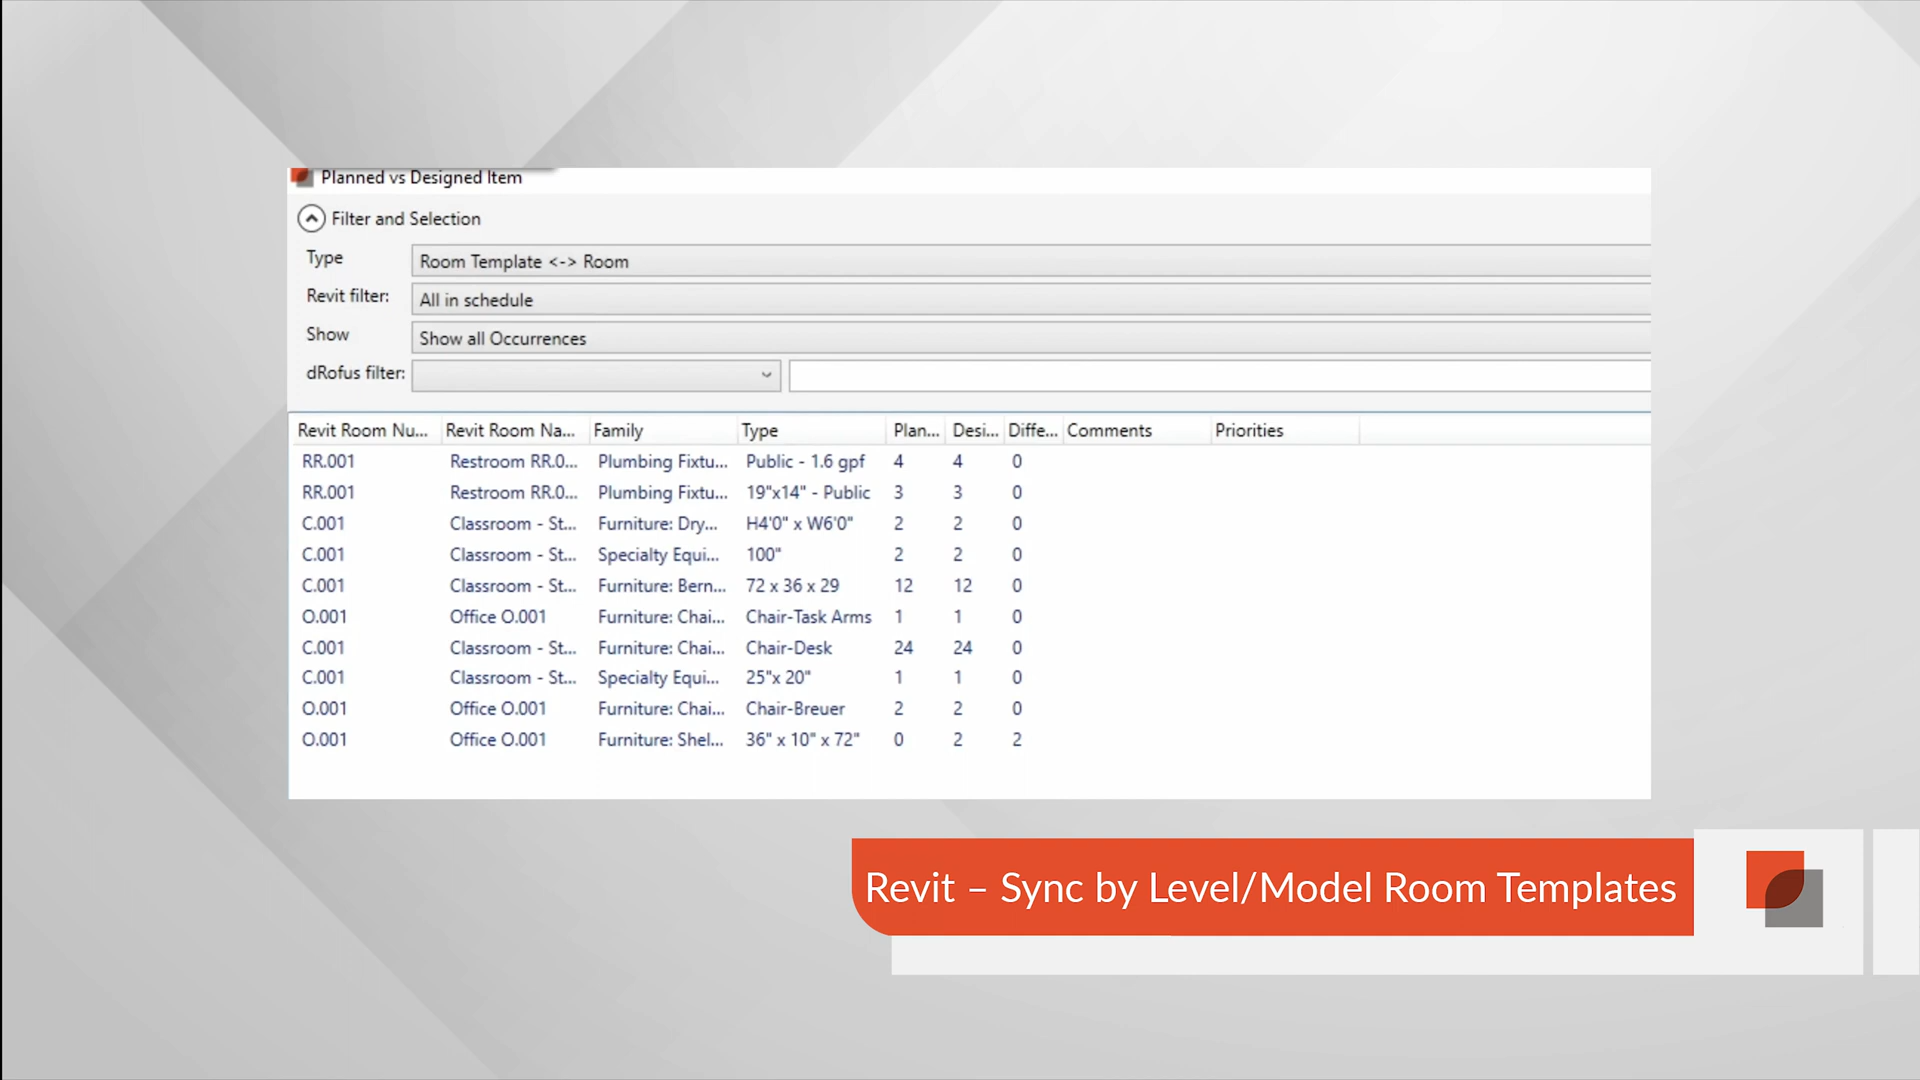 Planned vs Designed Item
Filter and Selection
Type Room Template <-> Room
Revit filter: All in schedule
Show Show all Occurrences
dRofus filter:
Revit Room Nu... Revit Room Na... Family Type Plan... Desi... Diffe... Comments Priorities
RR.001 Restroom RR.0... Plumbing Fixtu... Public - 1.6 gpf 4 4 0
RR.001 Restroom RR.0... Plumbing Fixtu... 19"x14" - Public 3 3 0
C.001 Classroom - St... Furniture: Dry... H4'0" x W6'0" 2 2 0
C.001 Classroom - St... Specialty Equi... 100" 2 2 0
C.001 Classroom - St... Furniture: Bern... 72 x 36 x 29 12 12 0
O.001 Office O.001 Furniture: Chai... Chair-Task Arms 1 1 0
C.001 Classroom - St... Furniture: Chai... Chair-Desk 24 24 0
C.001 Classroom - St... Specialty Equi... 25"x 20" 1 1 0
O.001 Office O.001 Furniture: Chai... Chair-Breuer 2 2 0
O.001 Office O.001 Furniture: Shel... 36" x 10" x 72" 0 2 2
Revit – Sync by Level/Model Room Templates